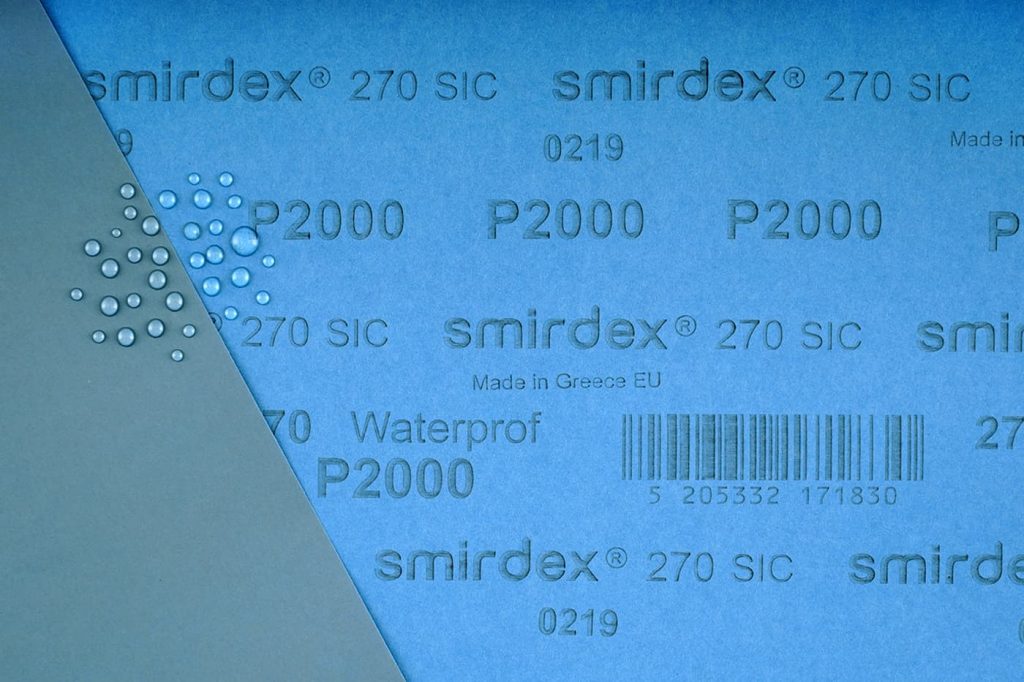 smirdex® 270 SIC smirdex® 270 SIC
9 0219 Made in
P2000 P2000 P2000 P
® 270 SIC smirdex® 270 SIC smir
Made in Greece EU
70 Waterprof 27
P2000
5 205332 171830
smirdex® 270 SIC smirde
0219